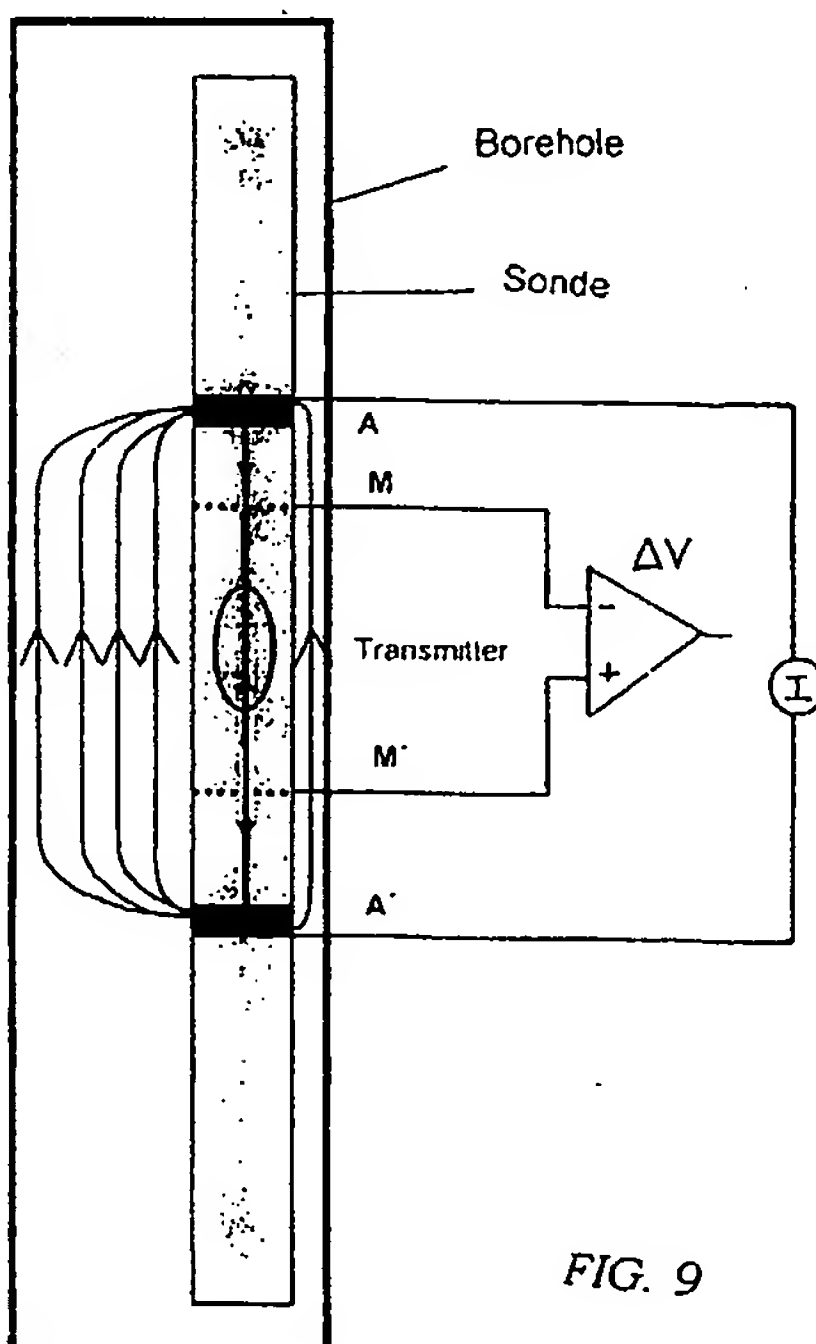 Borehole
Sonde
A
M
ΔV
-
Transmitter
+
I
M'
A'
FIG. 9